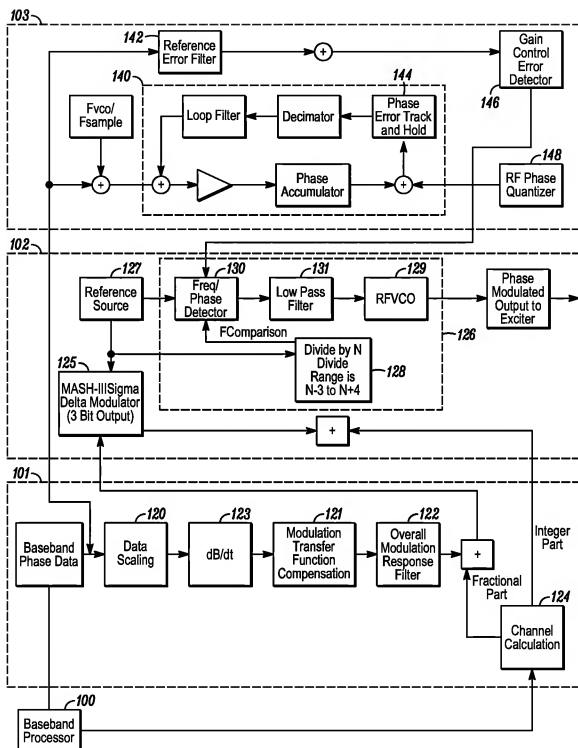 103
142
Reference
Error Filter
+
Gain
Control
Error
Detector
146
140
144
Fvco/
Fsample
Loop Filter
Decimator
Phase
Error Track
and Hold
+
+
Phase
Accumulator
+
148
RF Phase
Quantizer
102
127
Reference
Source
130
Freq/
Phase
Detector
131
Low Pass
Filter
129
RFVCO
Phase
Modulated
Output to
Exciter
FComparison
126
125
MASH-IIISigma
Delta Modulator
(3 Bit Output)
Divide by N
Divide
Range is
N-3 to N+4
128
+
101
Baseband
Phase Data
120
Data
Scaling
123
dB/dt
121
Modulation
Transfer
Function
Compensation
122
Overall
Modulation
Response
Filter
+
Integer
Part
Fractional
Part
124
Channel
Calculation
100
Baseband
Processor